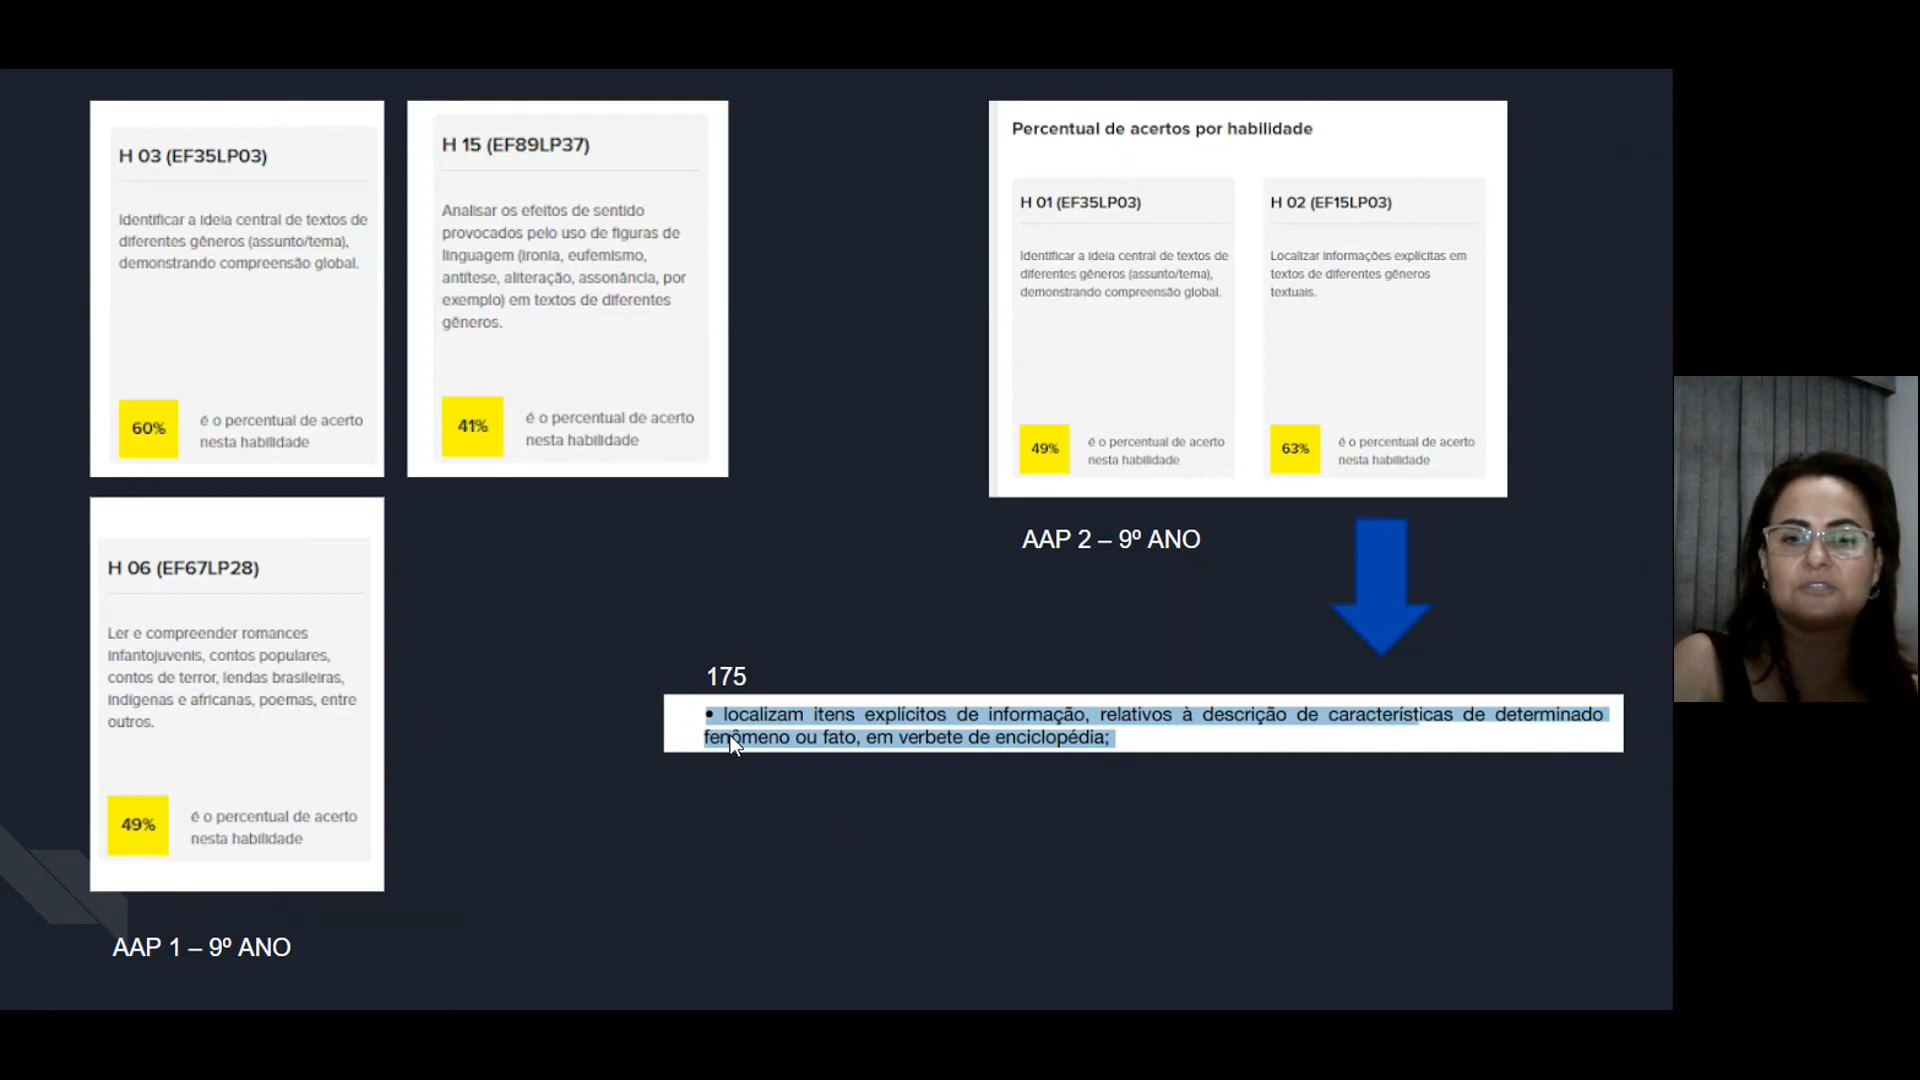 H 03 (EF35LP03)
Identificar a ideia central de textos de
diferentes gêneros (assunto/tema),
demonstrando compreensão global.
60%
é o percentual de acerto
nesta habilidade
H 15 (EF89LP37)
Analisar os efeitos de sentido
provocados pelo uso de figuras de
linguagem (ironia, eufemismo,
antítese, aliteração, assonância, por
exemplo) em textos de diferentes
gêneros.
41%
é o percentual de acerto
nesta habilidade
H 06 (EF67LP28)
Ler e compreender romances
infantojuvenis, contos populares,
contos de terror, lendas brasileiras,
indígenas e africanas, poemas, entre
outros.
49%
é o percentual de acerto
nesta habilidade
AAP 1 – 9º ANO
Percentual de acertos por habilidade
H 01 (EF35LP03)
Identificar a ideia central de textos de
diferentes gêneros (assunto/tema),
demonstrando compreensão global.
49%
é o percentual de acerto
nesta habilidade
H 02 (EF15LP03)
Localizar informações explícitas em
textos de diferentes gêneros
textuais.
63%
é o percentual de acerto
nesta habilidade
AAP 2 – 9º ANO
175
• localizam itens explícitos de informação, relativos à descrição de características de determinado
fenômeno ou fato, em verbete de enciclopédia;